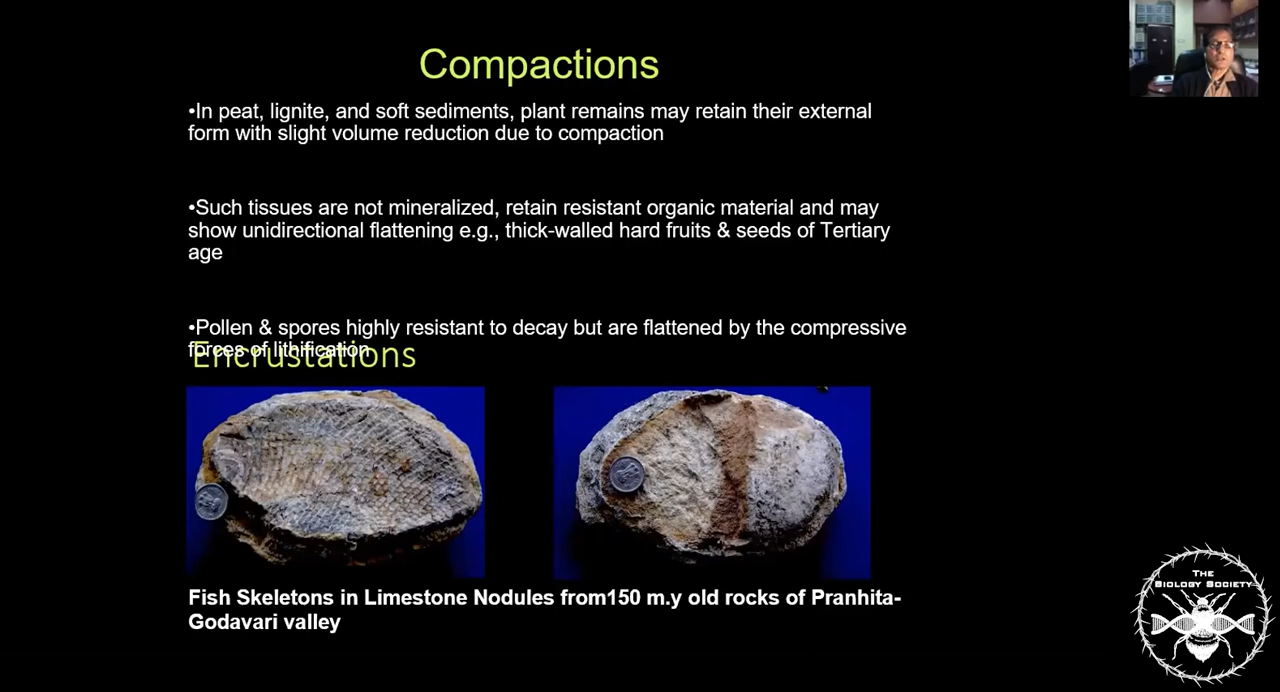 Compactions
•In peat, lignite, and soft sediments, plant remains may retain their external
form with slight volume reduction due to compaction
•Such tissues are not mineralized, retain resistant organic material and may
show unidirectional flattening e.g., thick-walled hard fruits & seeds of Tertiary
age
•Pollen & spores highly resistant to decay but are flattened by the compressive
forces of lithification
Encrustations
Fish Skeletons in Limestone Nodules from150 m.y old rocks of Pranhita-
Godavari valley
THE
BIOLOGY SOCIETY